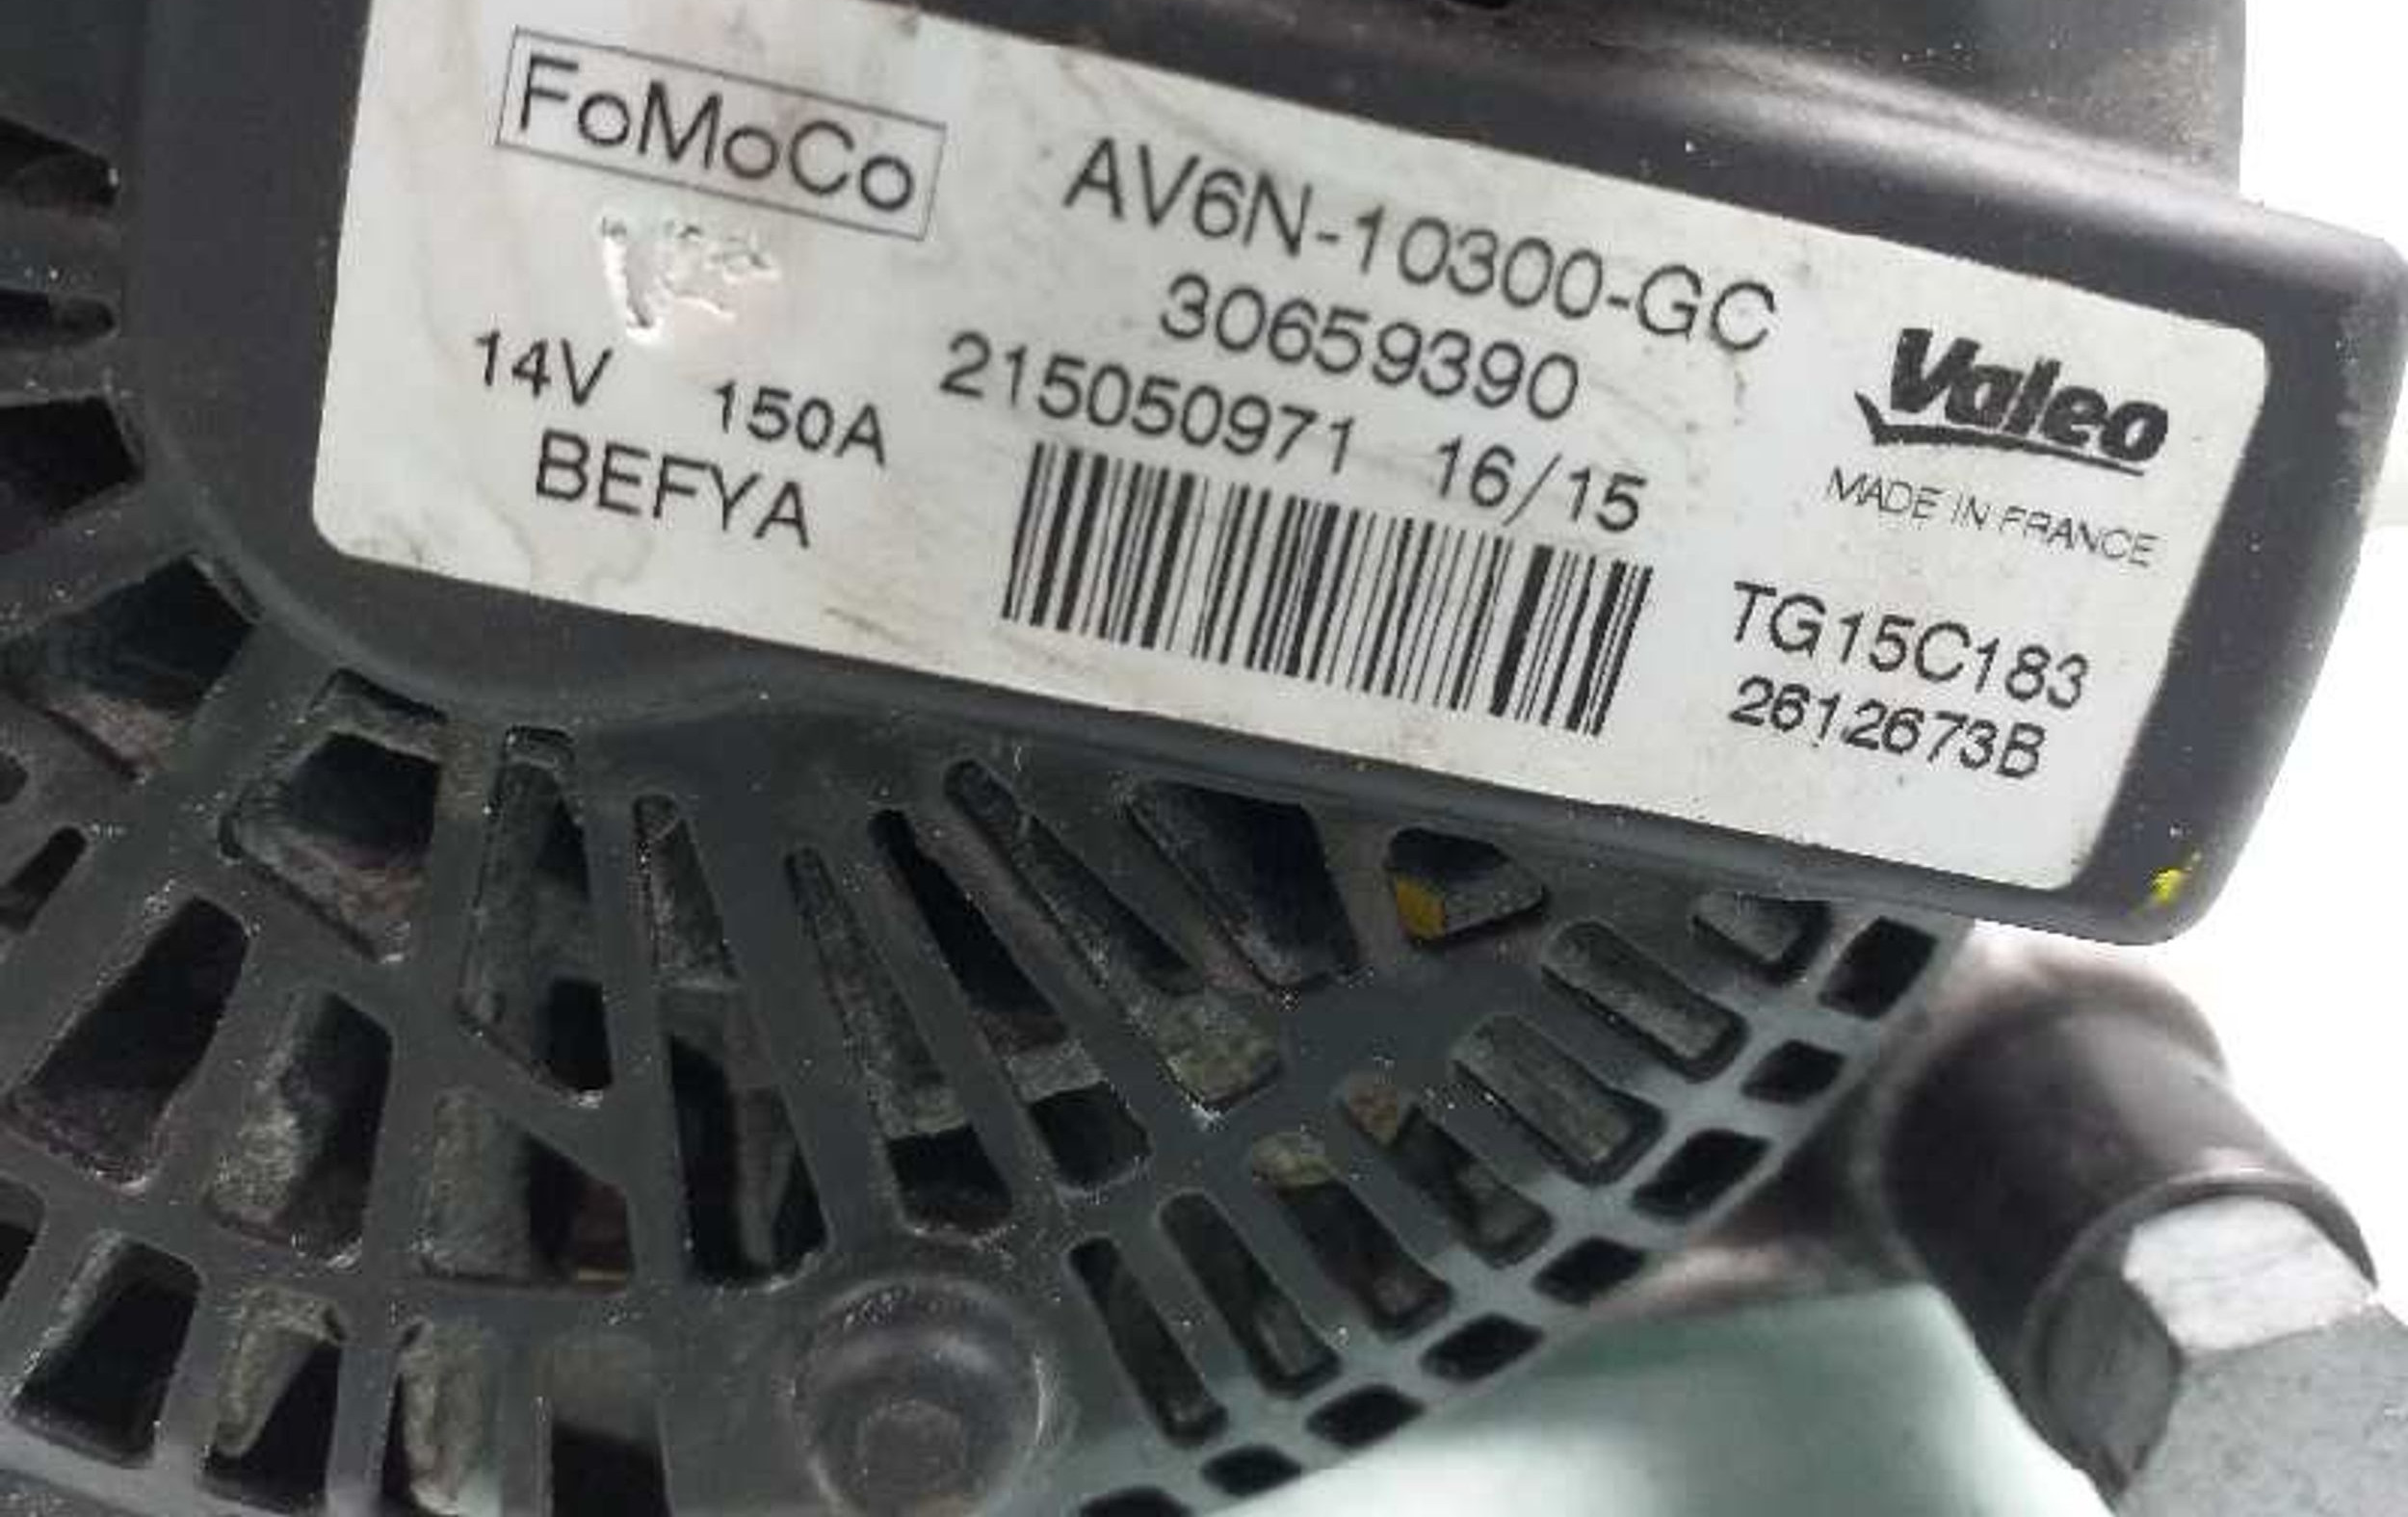 FoMoCo
AV6N-10300-GC
30659390
14V 150A
215050971 16/15
BEFYA
Valeo
MADE IN FRANCE
TG15C183
2612673B